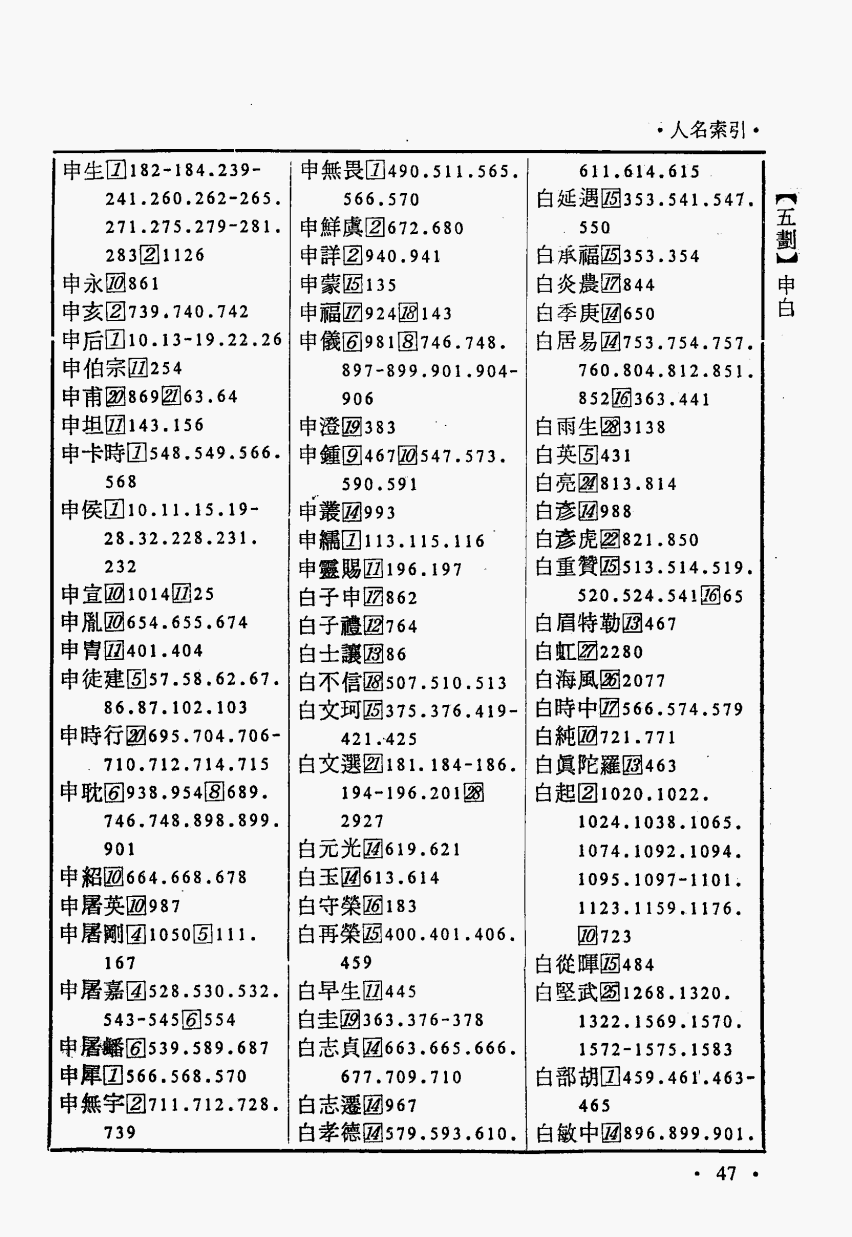 ·人名索引·
【五劃】 申白
申生[1]182-184.239-
241.260.262-265.
271.275.279-281.
283[2]1126
申永[10]861
申亥[2]739.740.742
申后[1]10.13-19.22.26
申伯宗[11]254
申甫[20]869[21]63.64
申坦[11]143.156
申卡時[1]548.549.566.
568
申侯[1]10.11.15.19-
28.32.228.231.
232
申宣[10]1014[11]25
申胤[10]654.655.674
申胄[11]401.404
申徒建[5]57.58.62.67.
86.87.102.103
申時行[20]695.704.706-
710.712.714.715
申耽[6]938.954[8]689.
746.748.898.899.
901
申紹[10]664.668.678
申屠英[10]987
申屠剛[4]1050[5]111.
167
申屠嘉[4]528.530.532.
543-545[6]554
申屠蟠[6]539.589.687
申犀[1]566.568.570
申無宇[2]711.712.728.
739
申無畏[1]490.511.565.
566.570
申鮮虞[2]672.680
申詳[2]940.941
申蒙[15]135
申福[17]924[18]143
申儀[6]981[8]746.748.
897-899.901.904-
906
申澄[19]383
申鍾[9]467[10]547.573.
590.591
申叢[14]993
申繻[1]113.115.116
申靈賜[11]196.197
白子申[17]862
白子禮[12]764
白士讓[13]86
白不信[18]507.510.513
白文珂[15]375.376.419-
421.425
白文選[21]181.184-186.
194-196.201[28]
2927
白元光[14]619.621
白玉[14]613.614
白守榮[16]183
白再榮[15]400.401.406.
459
白早生[11]445
白圭[19]363.376-378
白志貞[14]663.665.666.
677.709.710
白志遷[14]967
白孝德[14]579.593.610.
611.614.615
白延遇[15]353.541.547.
550
白承福[15]353.354
白炎農[17]844
白季庚[14]650
白居易[14]753.754.757.
760.804.812.851.
852[16]363.441
白雨生[28]3138
白英[5]431
白亮[24]813.814
白彥[14]988
白彥虎[22]821.850
白重贊[15]513.514.519.
520.524.541[16]65
白眉特勒[13]467
白虹[27]2280
白海風[26]2077
白時中[17]566.574.579
白純[10]721.771
白眞陀羅[13]463
白起[2]1020.1022.
1024.1038.1065.
1074.1092.1094.
1095.1097-1101.
1123.1159.1176.
[10]723
白從暉[15]484
白堅武[25]1268.1320.
1322.1569.1570.
1572-1575.1583
白部胡[1]459.461.463-
465
白敏中[14]896.899.901.
· 47 ·